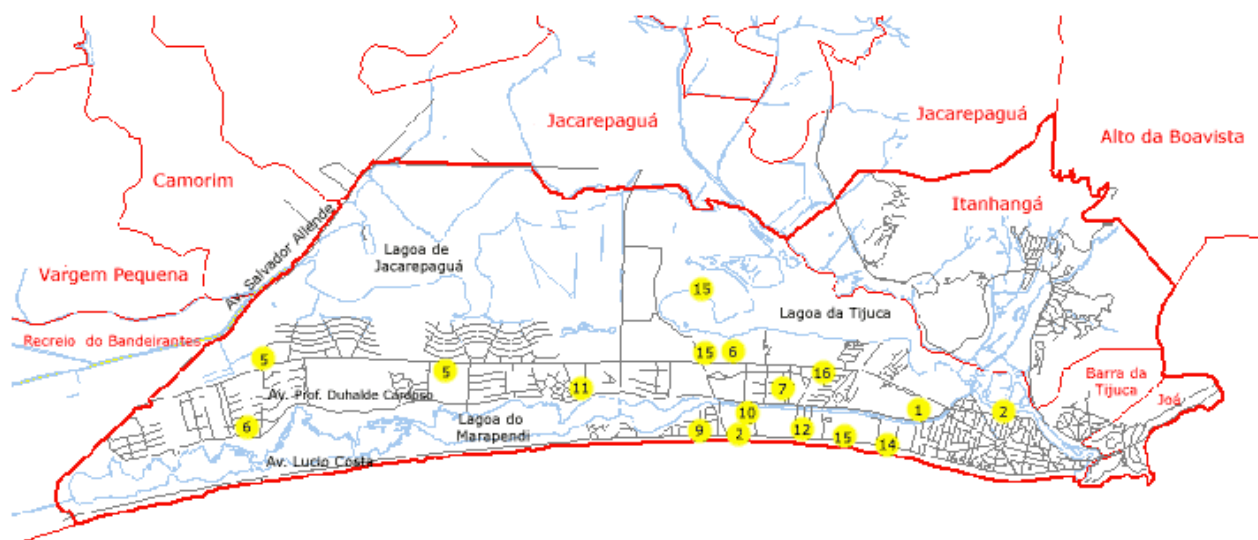 Jacarepaguá
Jacarepaguá
Alto da Boavista
Camorim
Itanhangá
Av. Salvador Allende
Lagoa de
Jacarepaguá
Vargem Pequena
15
Lagoa da Tijuca
Recreio do Bandeirantes
5
5
15
6
16
Barra da
Tijuca
Joá
11
7
Av. Prof. Duhalde Cardoso
1
2
10
Lagoa do
Marapendi
6
9
2
12
15
14
Av. Lucio Costa